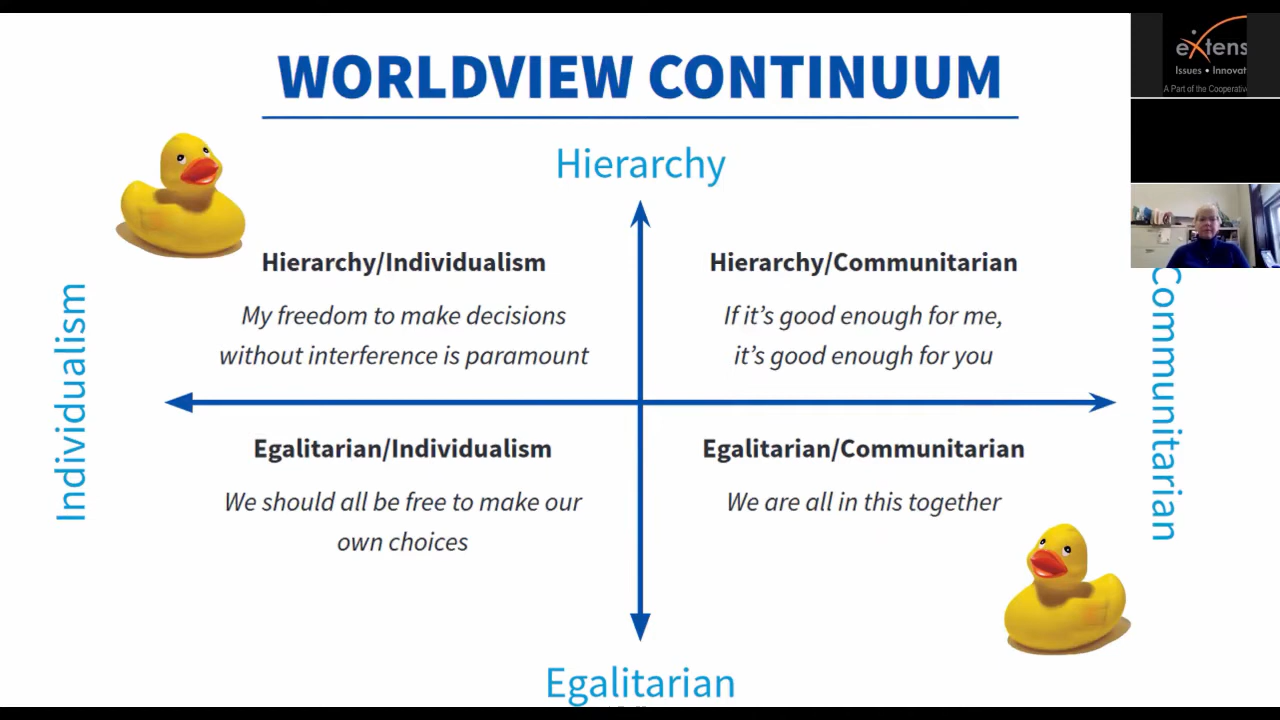 WORLDVIEW CONTINUUM
eXtens
Issues • Innovat
A Part of the Cooperative
Hierarchy
Hierarchy/Individualism
My freedom to make decisions
without interference is paramount
Hierarchy/Communitarian
If it's good enough for me,
it's good enough for you
Individualism
Communitarian
Egalitarian/Individualism
We should all be free to make our
own choices
Egalitarian/Communitarian
We are all in this together
Egalitarian